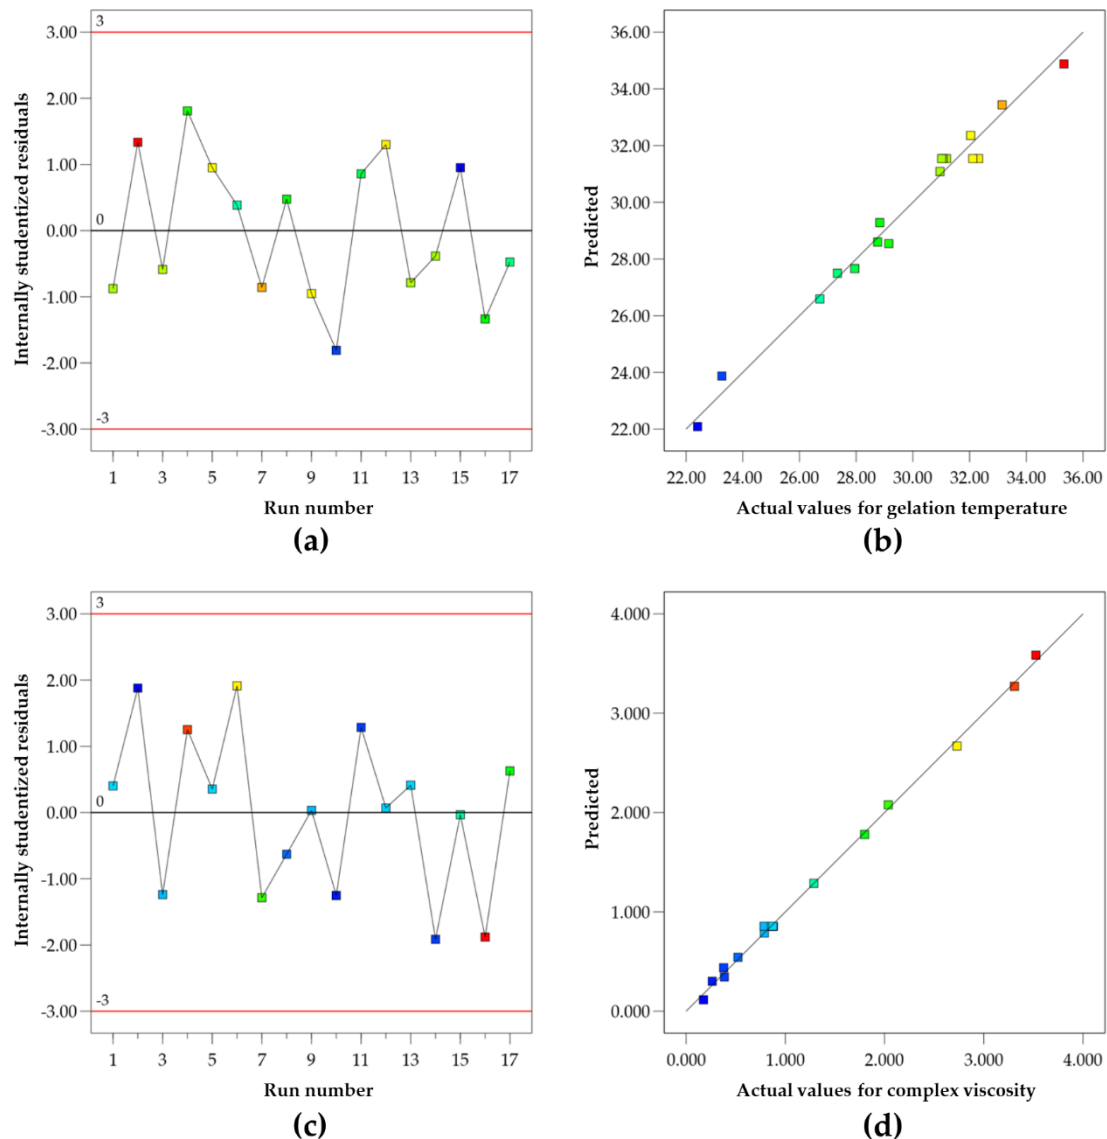 3
3.00
2.00
1.00
0
0.00
-1.00
-2.00
-3
-3.00
1 3 5 7 9 11 13 15 17
Internally studentized residuals
Run number
(a)
36.00
34.00
32.00
30.00
28.00
26.00
24.00
22.00
22.00 24.00 26.00 28.00 30.00 32.00 34.00 36.00
Predicted
Actual values for gelation temperature
(b)
3
3.00
2.00
1.00
0
0.00
-1.00
-2.00
-3
-3.00
1 3 5 7 9 11 13 15 17
Internally studentized residuals
Run number
(c)
4.000
3.000
2.000
1.000
0.000
0.000 1.000 2.000 3.000 4.000
Predicted
Actual values for complex viscosity
(d)